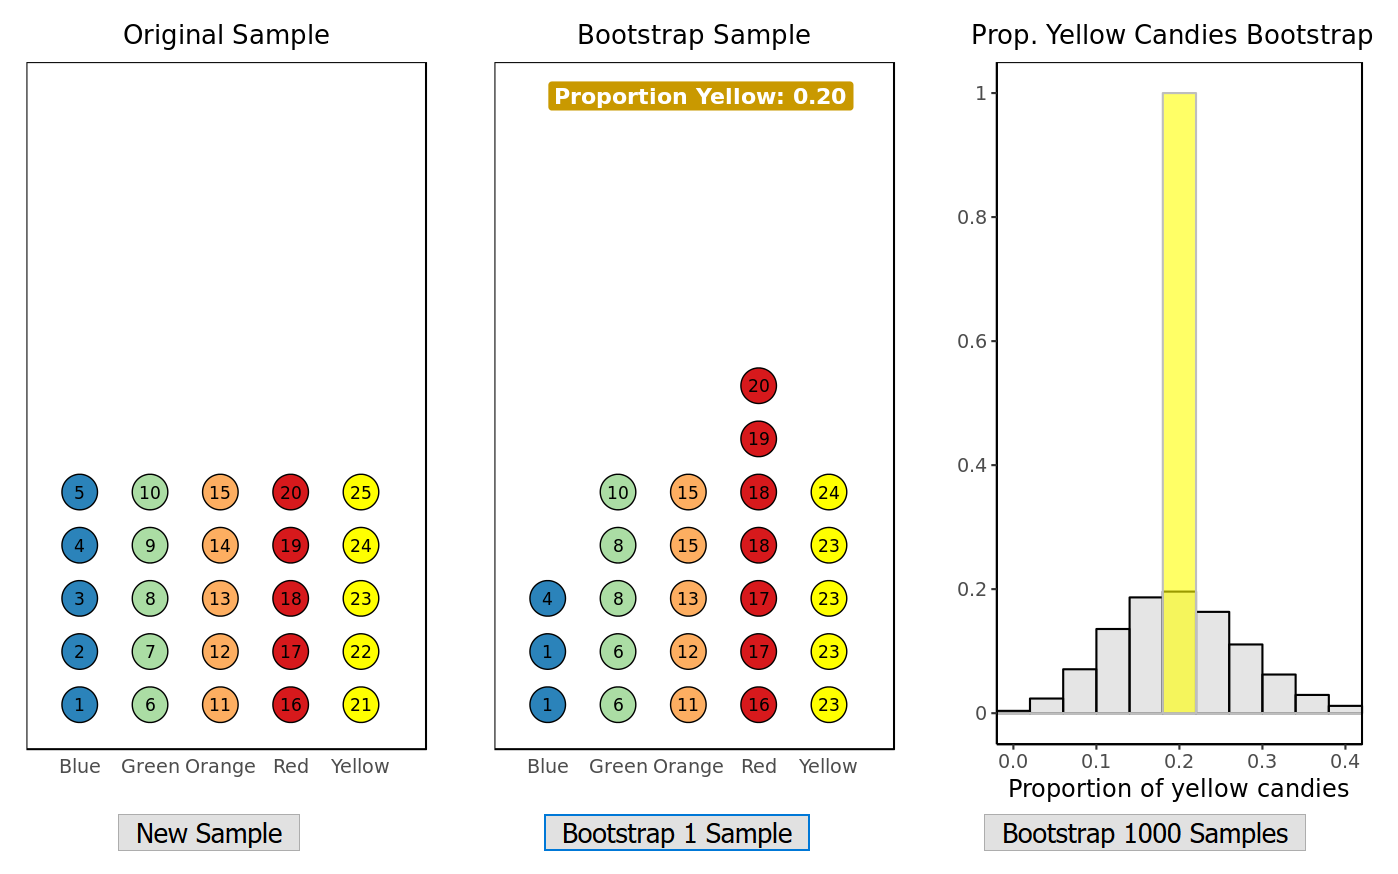 Original Sample
Bootstrap Sample
Prop. Yellow Candies Bootstrap
Proportion Yellow: 0.20
1
0.8
0.6
0.4
0.2
0
20
19
5 10 15 20 25
10 15 18 24
4 9 14 19 24
8 15 18 23
3 8 13 18 23
4 8 13 17 23
2 7 12 17 22
1 6 12 17 23
1 6 11 16 21
1 6 11 16 23
Blue Green Orange Red Yellow
Blue Green Orange Red Yellow
0.0 0.1 0.2 0.3 0.4
Proportion of yellow candies
New Sample
Bootstrap 1 Sample
Bootstrap 1000 Samples